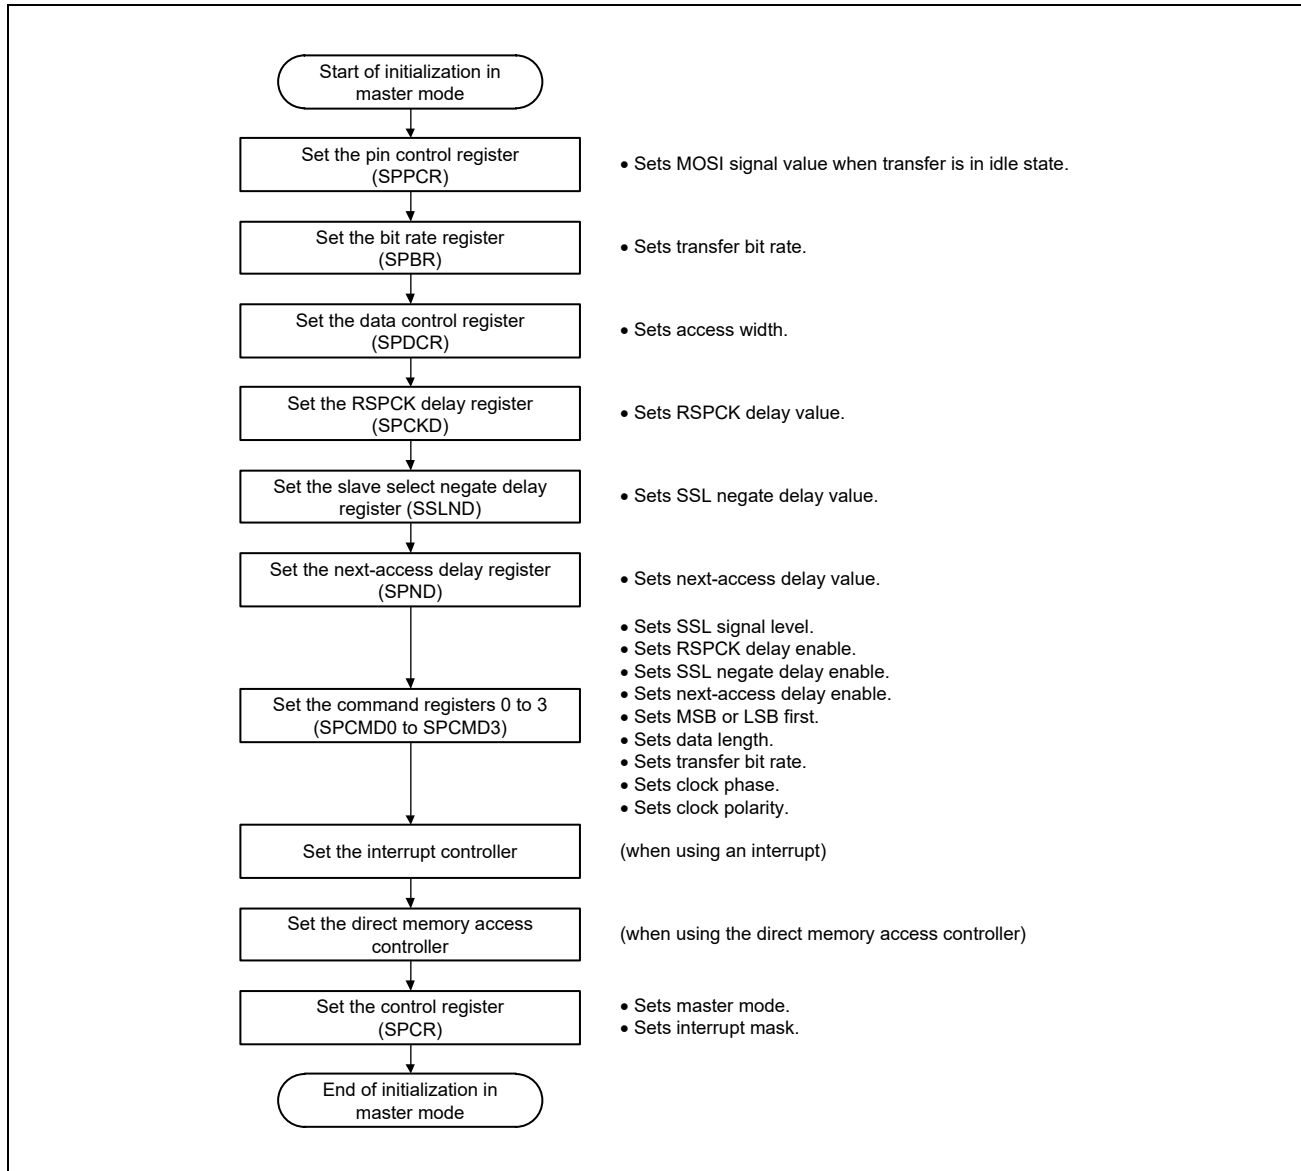 Start of initialization in
master mode
Set the pin control register
(SPPCR)
• Sets MOSI signal value when transfer is in idle state.
Set the bit rate register
(SPBR)
• Sets transfer bit rate.
Set the data control register
(SPDCR)
• Sets access width.
Set the RSPCK delay register
(SPCKD)
• Sets RSPCK delay value.
Set the slave select negate delay
register (SSLND)
• Sets SSL negate delay value.
Set the next-access delay register
(SPND)
• Sets next-access delay value.
Set the command registers 0 to 3
(SPCMD0 to SPCMD3)
• Sets SSL signal level.
• Sets RSPCK delay enable.
• Sets SSL negate delay enable.
• Sets next-access delay enable.
• Sets MSB or LSB first.
• Sets data length.
• Sets transfer bit rate.
• Sets clock phase.
• Sets clock polarity.
Set the interrupt controller
(when using an interrupt)
Set the direct memory access
controller
(when using the direct memory access controller)
Set the control register
(SPCR)
• Sets master mode.
• Sets interrupt mask.
End of initialization in
master mode